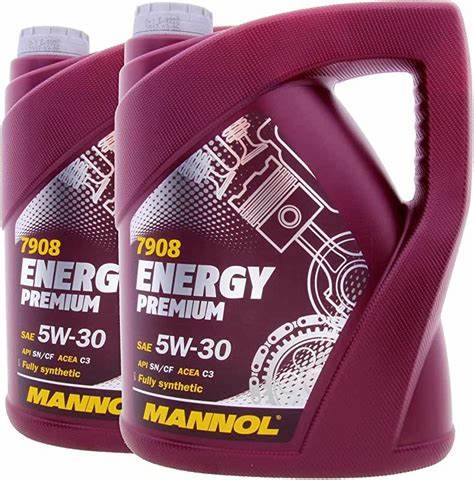 7908
ENERGY
PREMIUM
SAE 5W-30
API SN/CF ACEA C3
Fully synthetic
MANNOL
7908
ENERGY
PREMIUM
SAE 5W-30
API SN/CF ACEA C3
Fully synthetic
MANNOL